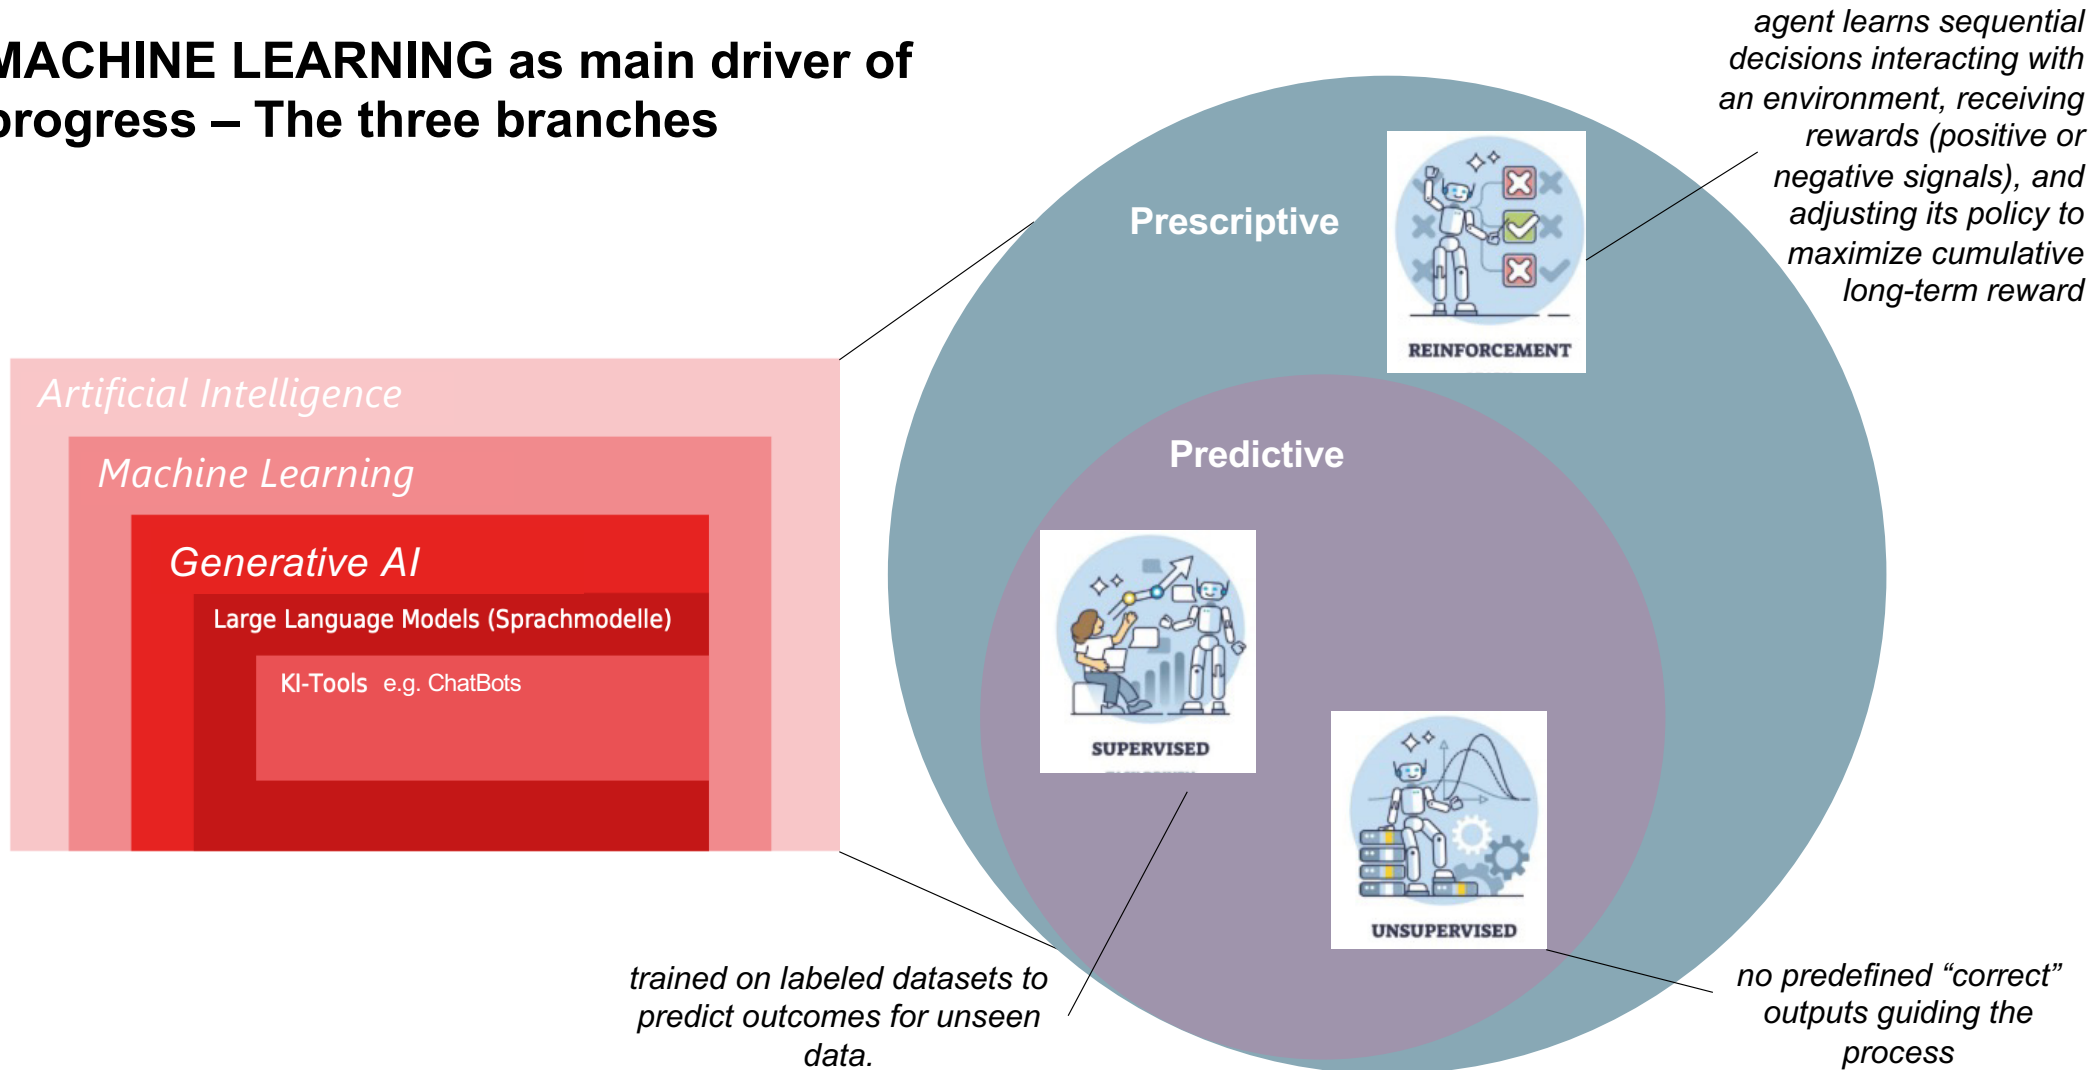 MACHINE LEARNING as main driver of
progress – The three branches
agent learns sequential
decisions interacting with
an environment, receiving
rewards (positive or
negative signals), and
adjusting its policy to
maximize cumulative
long-term reward
Prescriptive
REINFORCEMENT
Artificial Intelligence
Machine Learning
Generative AI
Large Language Models (Sprachmodelle)
KI-Tools e.g. ChatBots
Predictive
SUPERVISED
UNSUPERVISED
trained on labeled datasets to
predict outcomes for unseen
data.
no predefined “correct”
outputs guiding the
process